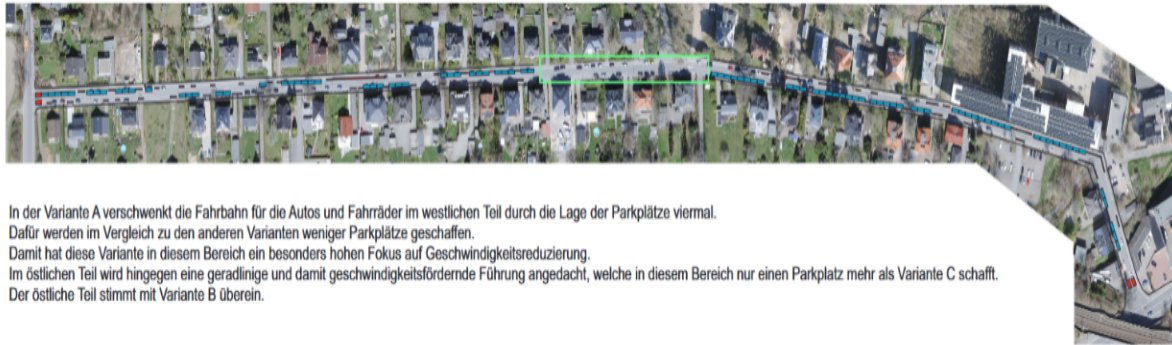 In der Variante A verschwenkt die Fahrbahn für die Autos und Fahrräder im westlichen Teil durch die Lage der Parkplätze viermal.
Dafür werden im Vergleich zu den anderen Varianten weniger Parkplätze geschaffen.
Damit hat diese Variante in diesem Bereich ein besonders hohen Fokus auf Geschwindigkeitsreduzierung.
Im östlichen Teil wird hingegen eine geradlinige und damit geschwindigkeitsfördernde Führung angedacht, welche in diesem Bereich nur einen Parkplatz mehr als Variante C schafft.
Der östliche Teil stimmt mit Variante B überein.